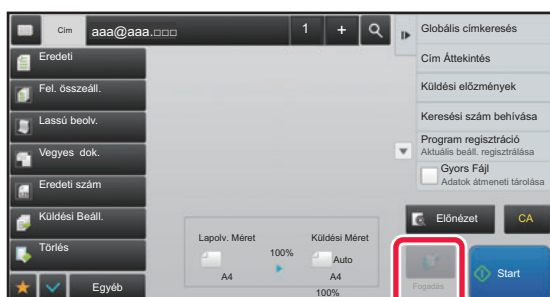 Cím aaa@aaa.□□□ 1 +
Eredeti
Fel. összeáll.
Lassú beolv.
Vegyes dok.
Eredeti szám
Küldési Beáll.
Törlés
Egyéb
Lapolv. Méret
100%
Küldési Méret
Auto
A4
A4
100%
Globális címkeresés
Cím Áttekintés
Küldési előzmények
Keresési szám behívása
Program regisztráció
Aktuális beáll. regisztrálása
Gyors Fájl
Adatok átmeneti tárolása
Előnézet
CA
Fogadás
Start